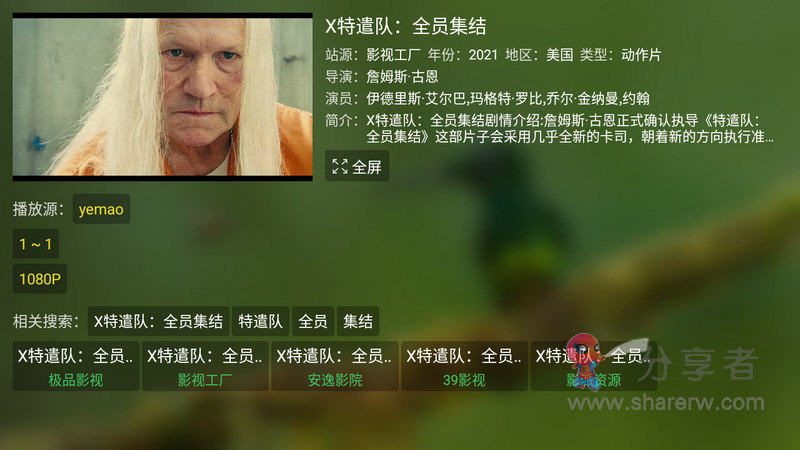 X特遣队：全员集结
站源：影视工厂 年份：2021 地区：美国 类型：动作片
导演：詹姆斯·古恩
演员：伊德里斯·艾尔巴,玛格特·罗比,乔尔·金纳曼,约翰
简介：X特遣队：全员集结剧情介绍:詹姆斯·古恩正式确认执导《特遣队：
全员集结》这部片子会采用几乎全新的卡司，朝着新的方向执行准...
全屏
播放源：yemao
1 ~ 1
1080P
相关搜索：X特遣队：全员集结 特遣队 全员 集结
X特遣队：全员.. X特遣队：全员.. X特遣队：全员.. X特遣队：全员.. X特遣队：全员..
极品影视 影视工厂 安逸影院 39影视 资源
分享者
www.sharerw.com